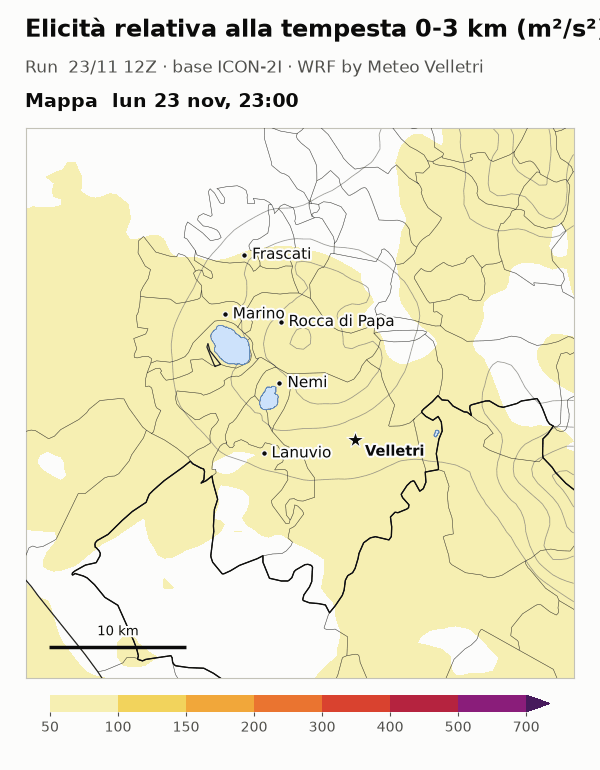 Elicità relativa alla tempesta 0-3 km (m²/s²)
Run  23/11 12Z · base ICON-2I · WRF by Meteo Velletri
Mappa  lun 23 nov, 23:00
Frascati
Marino
Rocca di Papa
Nemi
Lanuvio
Velletri
10 km
50 100 150 200 300 400 500 700